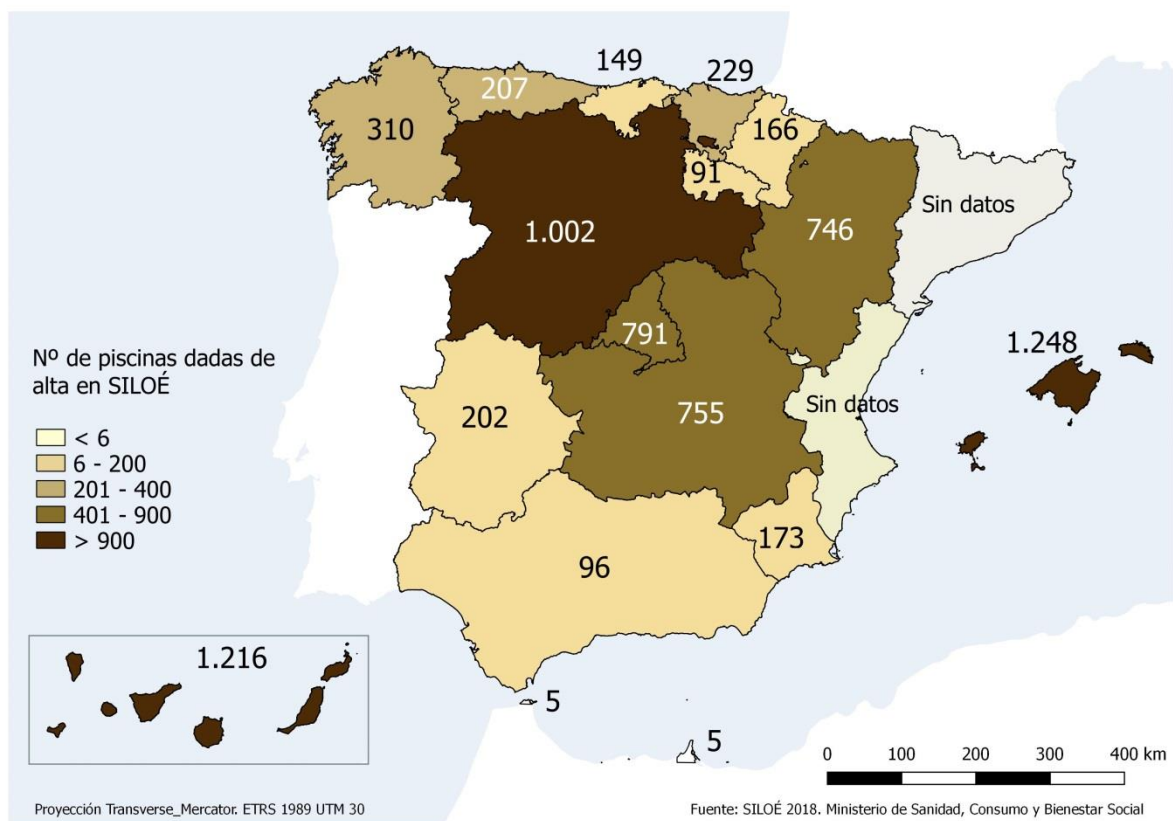 149
229
207
310
166
91
Sin datos
1.002
746
791
1.248
Nº de piscinas dadas de
alta en SILOÉ
< 6
6 - 200
201 - 400
401 - 900
> 900
202
755
Sin datos
173
96
1.216
5
5
0 100 200 300 400 km
Proyección Transverse_Mercator. ETRS 1989 UTM 30
Fuente: SILOÉ 2018. Ministerio de Sanidad, Consumo y Bienestar Social